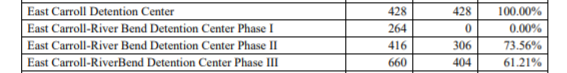 East Carroll Detention Center 428 428 100.00%
East Carroll-River Bend Detention Center Phase I 264 0 0.00%
East Carroll-River Bend Detention Center Phase II 416 306 73.56%
East Carroll-RiverBend Detention Center Phase III 660 404 61.21%